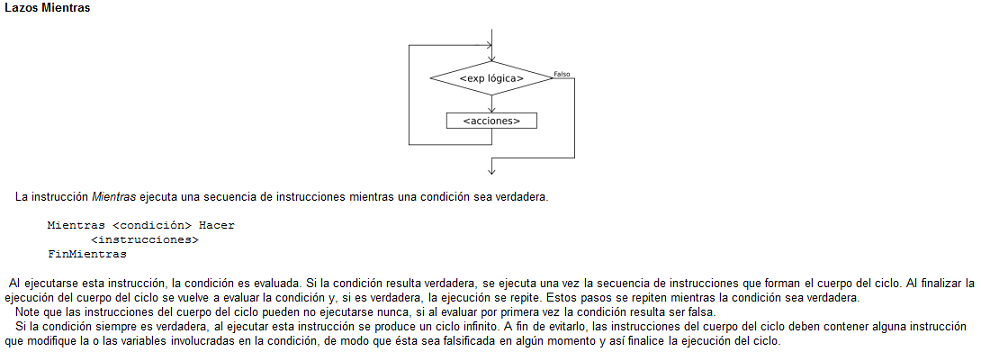 Lazos Mientras
<exp lógica>
Falso
<acciones>
La instrucción Mientras ejecuta una secuencia de instrucciones mientras una condición sea verdadera.
Mientras <condición> Hacer
<instrucciones>
FinMientras
Al ejecutarse esta instrucción, la condición es evaluada. Si la condición resulta verdadera, se ejecuta una vez la secuencia de instrucciones que forman el cuerpo del ciclo. Al finalizar la
ejecución del cuerpo del ciclo se vuelve a evaluar la condición y, si es verdadera, la ejecución se repite. Estos pasos se repiten mientras la condición sea verdadera.
Note que las instrucciones del cuerpo del ciclo pueden no ejecutarse nunca, si al evaluar por primera vez la condición resulta ser falsa.
Si la condición siempre es verdadera, al ejecutar esta instrucción se produce un ciclo infinito. A fin de evitarlo, las instrucciones del cuerpo del ciclo deben contener alguna instrucción
que modifique la o las variables involucradas en la condición, de modo que ésta sea falsificada en algún momento y así finalice la ejecución del ciclo.